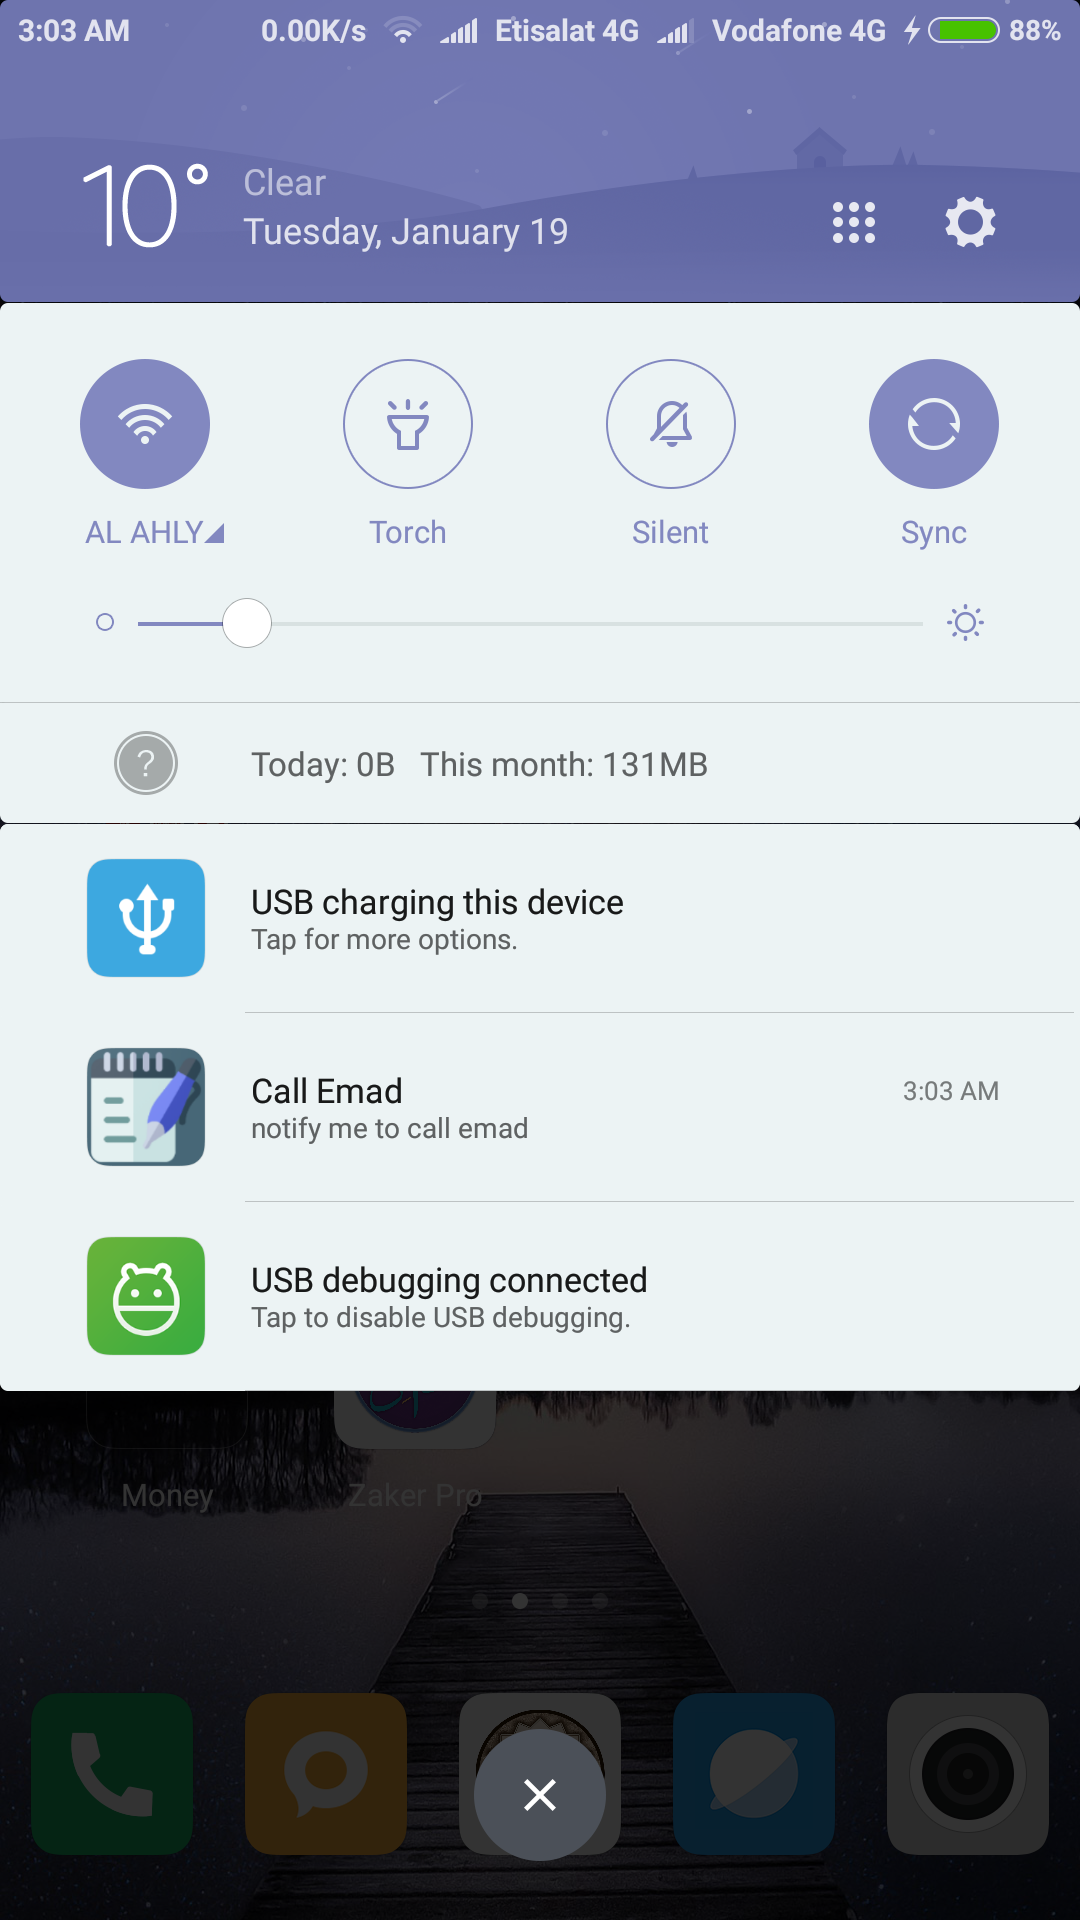 3:03 AM 0.00K/s Etisalat 4G Vodafone 4G 88%
10° Clear
Tuesday, January 19
AL AHLY Torch Silent Sync
? Today: 0B This month: 131MB
USB charging this device
Tap for more options.
Call Emad 3:03 AM
notify me to call emad
USB debugging connected
Tap to disable USB debugging.
Money Zaker Pro